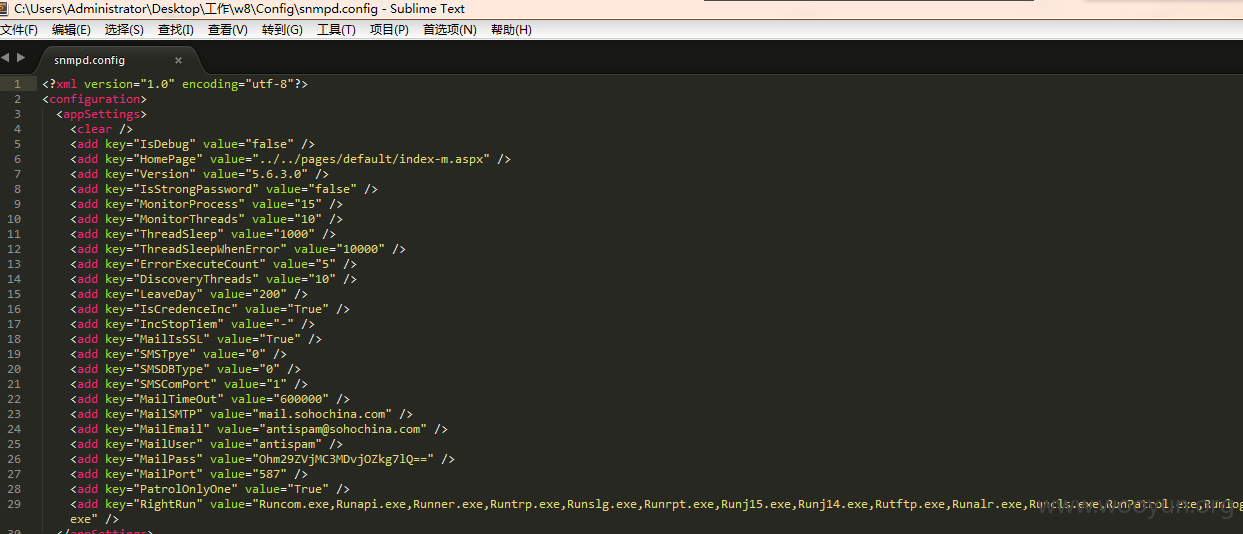 C:\Users\Administrator\Desktop\工作\w8\Config\snmpd.config - Sublime Text
文件(F) 编辑(E) 选择(S) 查找(I) 查看(V) 转到(G) 工具(T) 项目(P) 首选项(N) 帮助(H)
snmpd.config ×
1 <?xml version="1.0" encoding="utf-8"?>
2 <configuration>
3 <appSettings>
4 <clear />
5 <add key="IsDebug" value="false" />
6 <add key="HomePage" value="../../pages/default/index-m.aspx" />
7 <add key="Version" value="5.6.3.0" />
8 <add key="IsStrongPassword" value="false" />
9 <add key="MonitorProcess" value="15" />
10 <add key="MonitorThreads" value="10" />
11 <add key="ThreadSleep" value="1000" />
12 <add key="ThreadSleepWhenError" value="10000" />
13 <add key="ErrorExecuteCount" value="5" />
14 <add key="DiscoveryThreads" value="10" />
15 <add key="LeaveDay" value="200" />
16 <add key="IsCredenceInc" value="True" />
17 <add key="IncStopTiem" value="-" />
18 <add key="MailIsSSL" value="True" />
19 <add key="SMSTpye" value="0" />
20 <add key="SMSDBType" value="0" />
21 <add key="SMSComPort" value="1" />
22 <add key="MailTimeOut" value="600000" />
23 <add key="MailSMTP" value="mail.sohochina.com" />
24 <add key="MailEmail" value="antispam@sohochina.com" />
25 <add key="MailUser" value="antispam" />
26 <add key="MailPass" value="Ohm29ZVjMC3MDvjOZkg7lQ==" />
27 <add key="MailPort" value="587" />
28 <add key="PatrolOnlyOne" value="True" />
29 <add key="RightRun" value="Runcom.exe,Runapi.exe,Runner.exe,Runtrp.exe,Runslg.exe,Runrpt.exe,Runj15.exe,Runj14.exe,Rutftp.exe,Runalr.exe,Runcls.exe,RunPatrol.exe,Runlog
exe" />
30 </appSettings>
www.wooyun.org